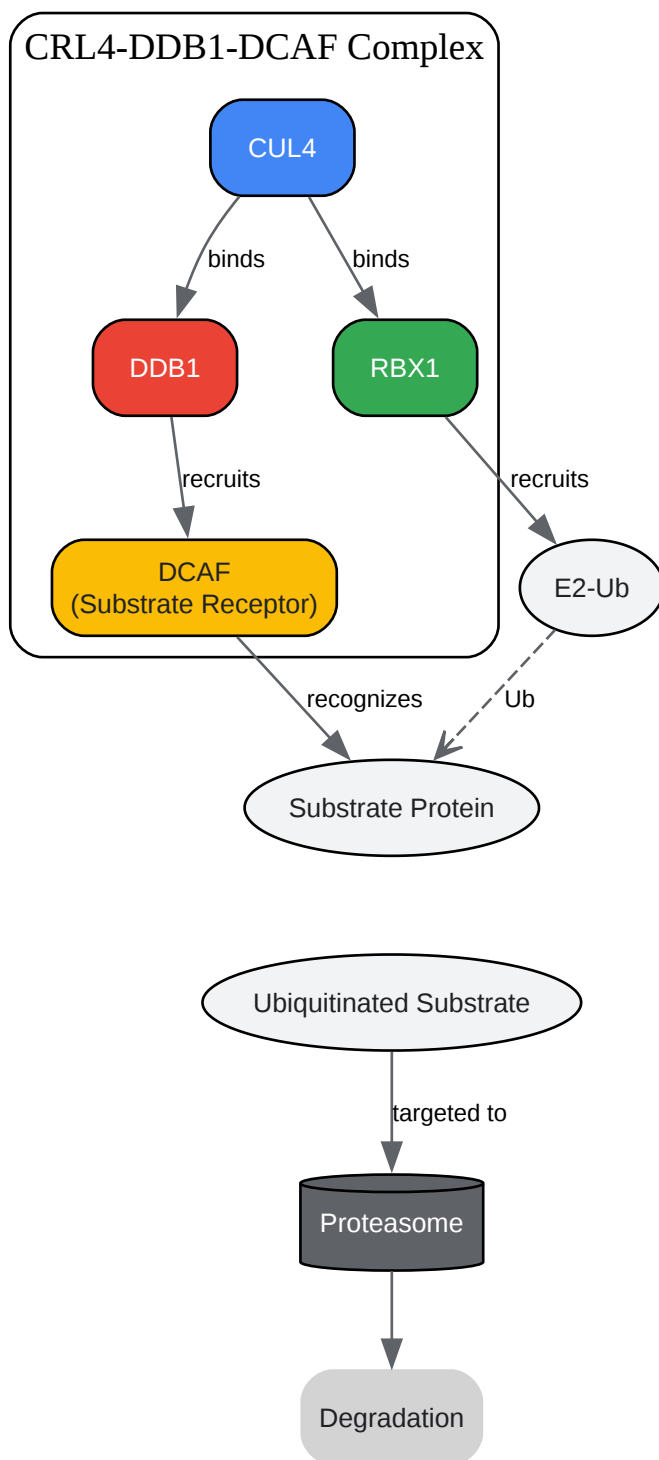 CRL4-DDB1-DCAF Complex
CUL4
binds
binds
DDB1
RBX1
recruits
recruits
DCAF
(Substrate Receptor)
E2-Ub
recognizes
Ub
Substrate Protein
Ubiquitinated Substrate
targeted to
Proteasome
Degradation